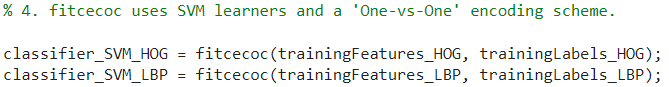 % 4. fitcecoc uses SVM learners and a 'One-vs-One' encoding scheme.
classifier_SVM_HOG = fitcecoc(trainingFeatures_HOG, trainingLabels_HOG);
classifier_SVM_LBP = fitcecoc(trainingFeatures_LBP, trainingLabels_LBP);